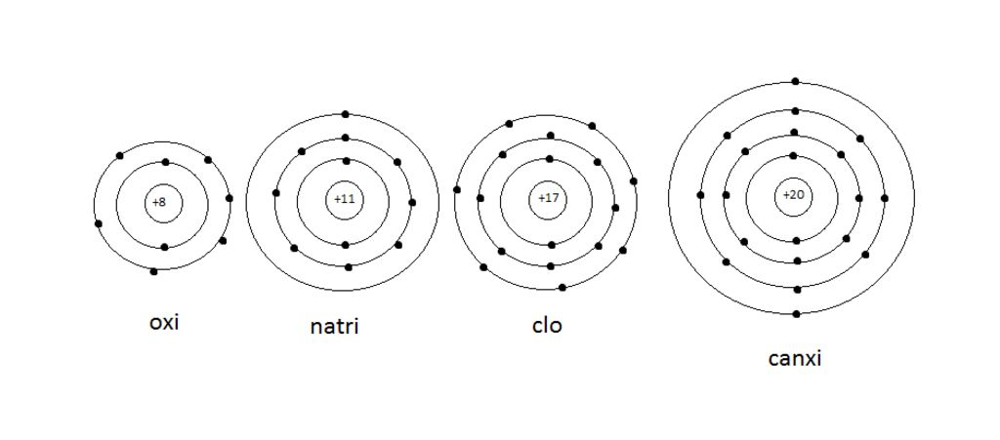 +8
+11
+17
+20
oxi
natri
clo
canxi